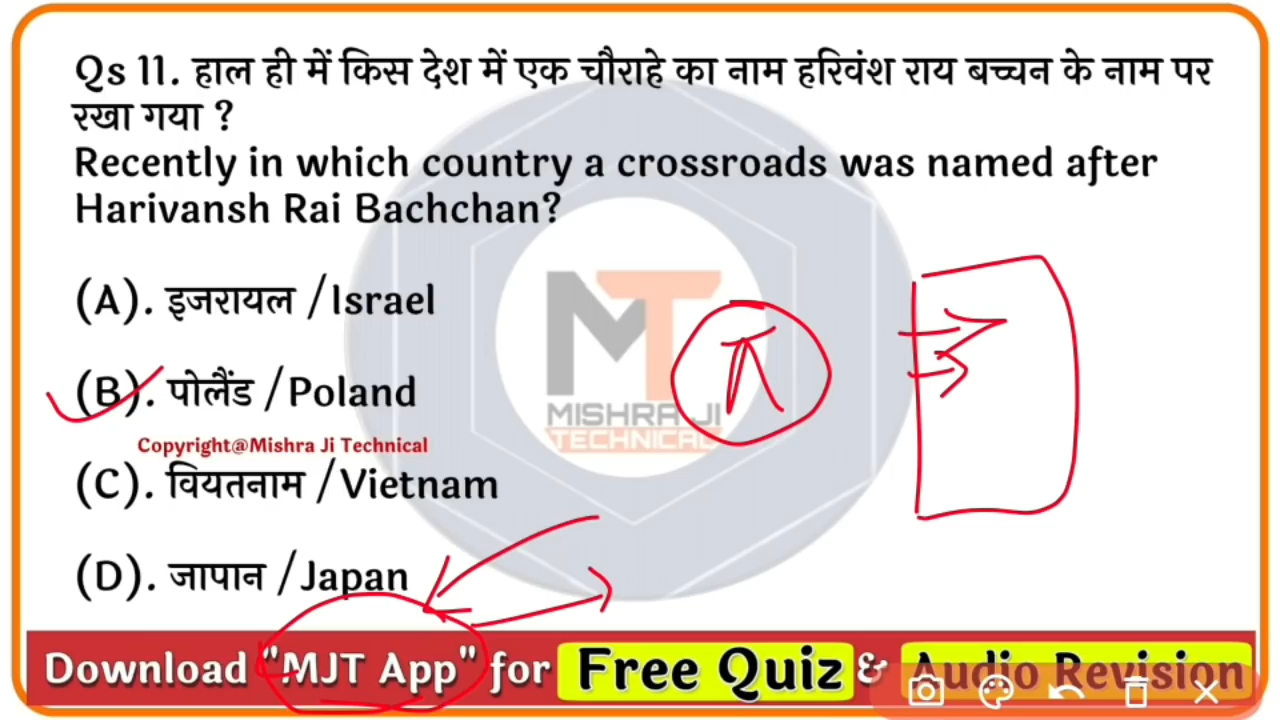 Qs 11. हाल ही में किस देश में एक चौराहे का नाम हरिवंश राय बच्चन के नाम पर
रखा गया ?
Recently in which country a crossroads was named after
Harivansh Rai Bachchan?
(A). इजरायल /Israel
(B). पोलैंड /Poland
Copyright@Mishra Ji Technical
(C). वियतनाम /Vietnam
(D). जापान /Japan
MT
MISHRA JI
TECHNICAL
Download "MJT App" for Free Quiz & Audio Revision